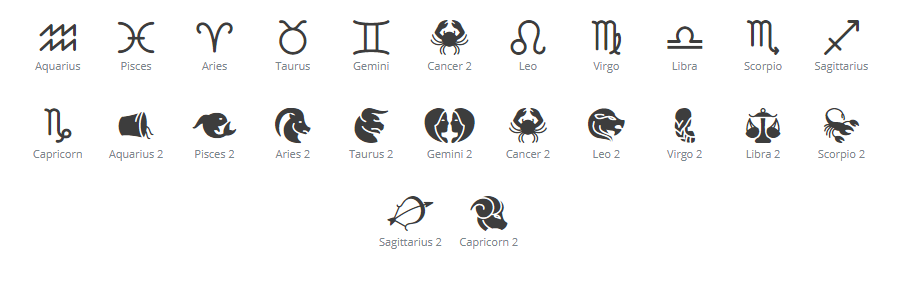 Aquarius Pisces Aries Taurus Gemini Cancer 2 Leo Virgo Libra Scorpio Sagittarius
Capricorn Aquarius 2 Pisces 2 Aries 2 Taurus 2 Gemini 2 Cancer 2 Leo 2 Virgo 2 Libra 2 Scorpio 2
Sagittarius 2 Capricorn 2